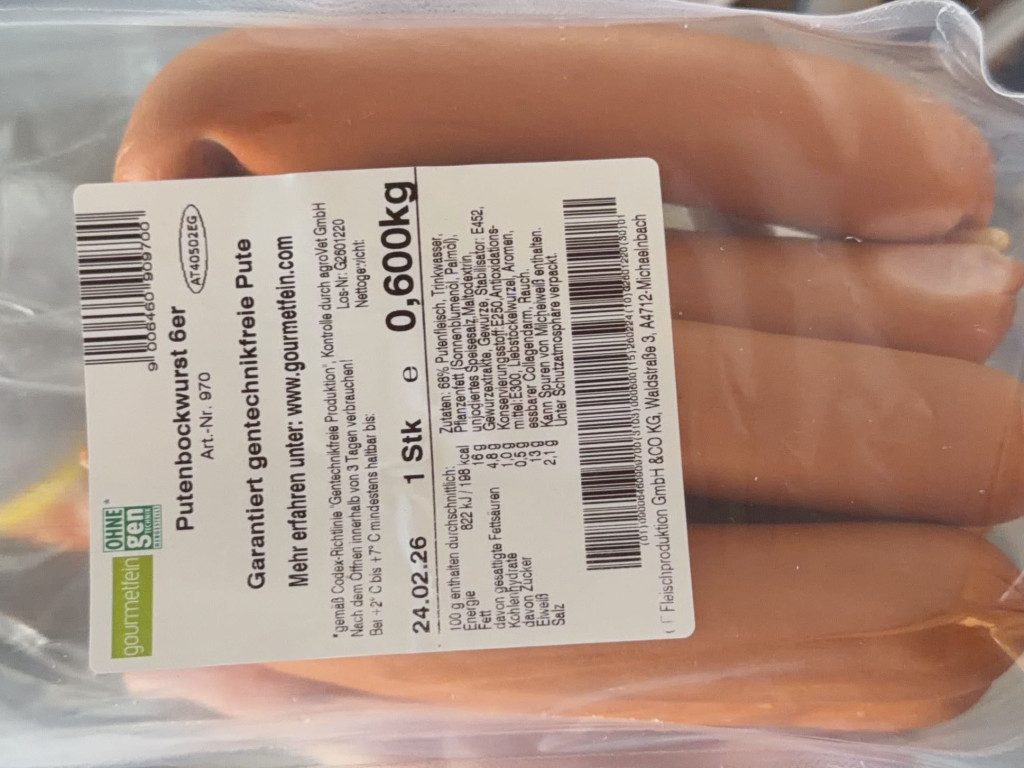 gourmetfein
OHNE
gen
TECHNIK
HERGESTELLT
*
9 006460 909700
Putenbockwurst 6er
Art.-Nr. 970
AT40502EG
Garantiert gentechnikfreie Pute
Mehr erfahren unter: www.gourmetfein.com
*gemäß Codex-Richtlinie 'Gentechnikfreie Produktion', Kontrolle durch agroVet GmbH
Nach dem Öffnen innerhalb von 3 Tagen verbrauchen! Los-Nr: G2601220
Bei +2° C bis +7° C mindestens haltbar bis: Nettogewicht:
24.02.26 1 Stk e 0,600kg
100 g enthalten durchschnittlich:
Energie 822 kJ / 198 kcal
Fett 16 g
davon gesättigte Fettsäuren 4,8 g
Kohlenhydrate 1,0 g
davon Zucker 0,5 g
Eiweiß 13 g
Salz 2,1 g
Zutaten: 68% Putenfleisch, Trinkwasser,
Pflanzenfett (Sonnenblumenöl, Palmöl),
unjodiertes Speisesalz, Maltodextrin,
Gewürzextrakte, Gewürze, Stabilisator: E452,
Konservierungsstoff:E250,Antioxidations-
mittel:E300, Liebstöckelwurzel, Aromen,
essbarer Collagendarm, Rauch.
Kann Spuren von Milcheiweiß enthalten.
Unter Schutzatmosphäre verpackt.
Fleischproduktion GmbH &CO KG, Waldstraße 3, A4712-Michaelnbach